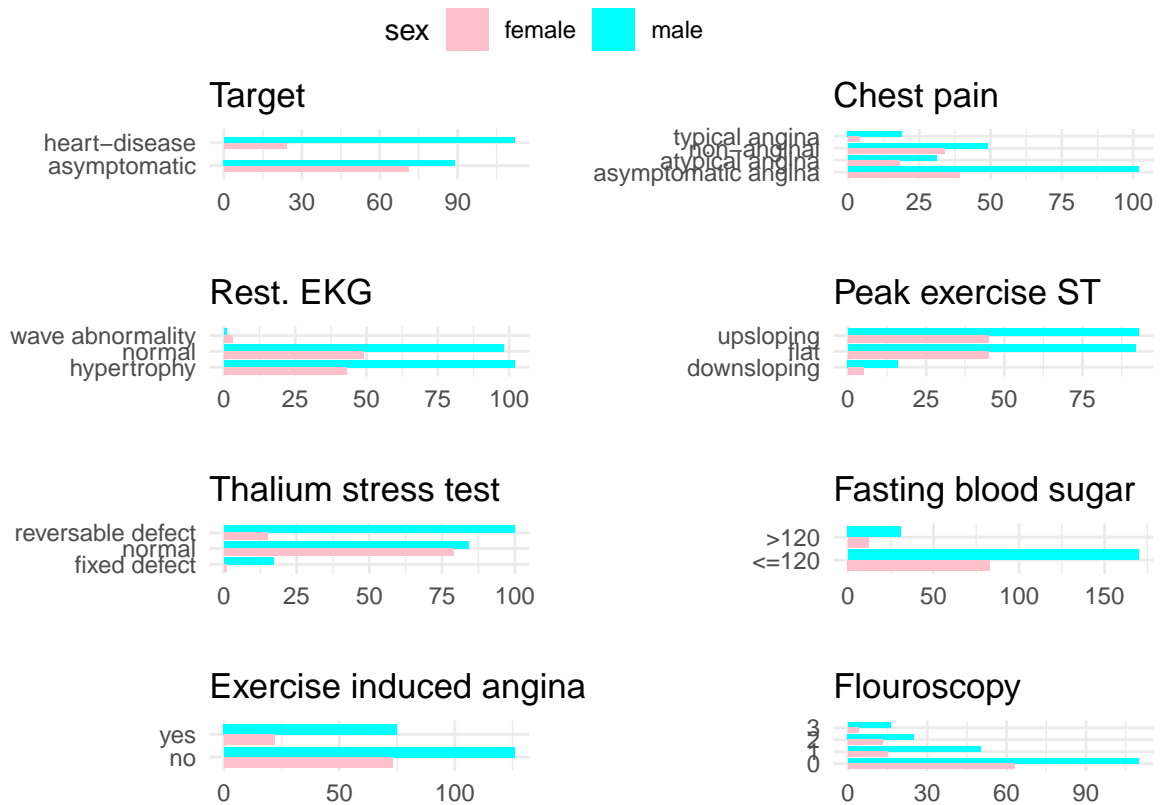 sex female male
Target
heart−disease
asymptomatic
0 30 60 90
Chest pain
typical angina
non−anginal
atypical angina
asymptomatic angina
0 25 50 75 100
Rest. EKG
wave abnormality
normal
hypertrophy
0 25 50 75 100
Peak exercise ST
upsloping
flat
downsloping
0 25 50 75
Thalium stress test
reversable defect
normal
fixed defect
0 25 50 75 100
Fasting blood sugar
>120
<=120
0 50 100 150
Exercise induced angina
yes
no
0 50 100
Flouroscopy
3
2
1
0
0 30 60 90